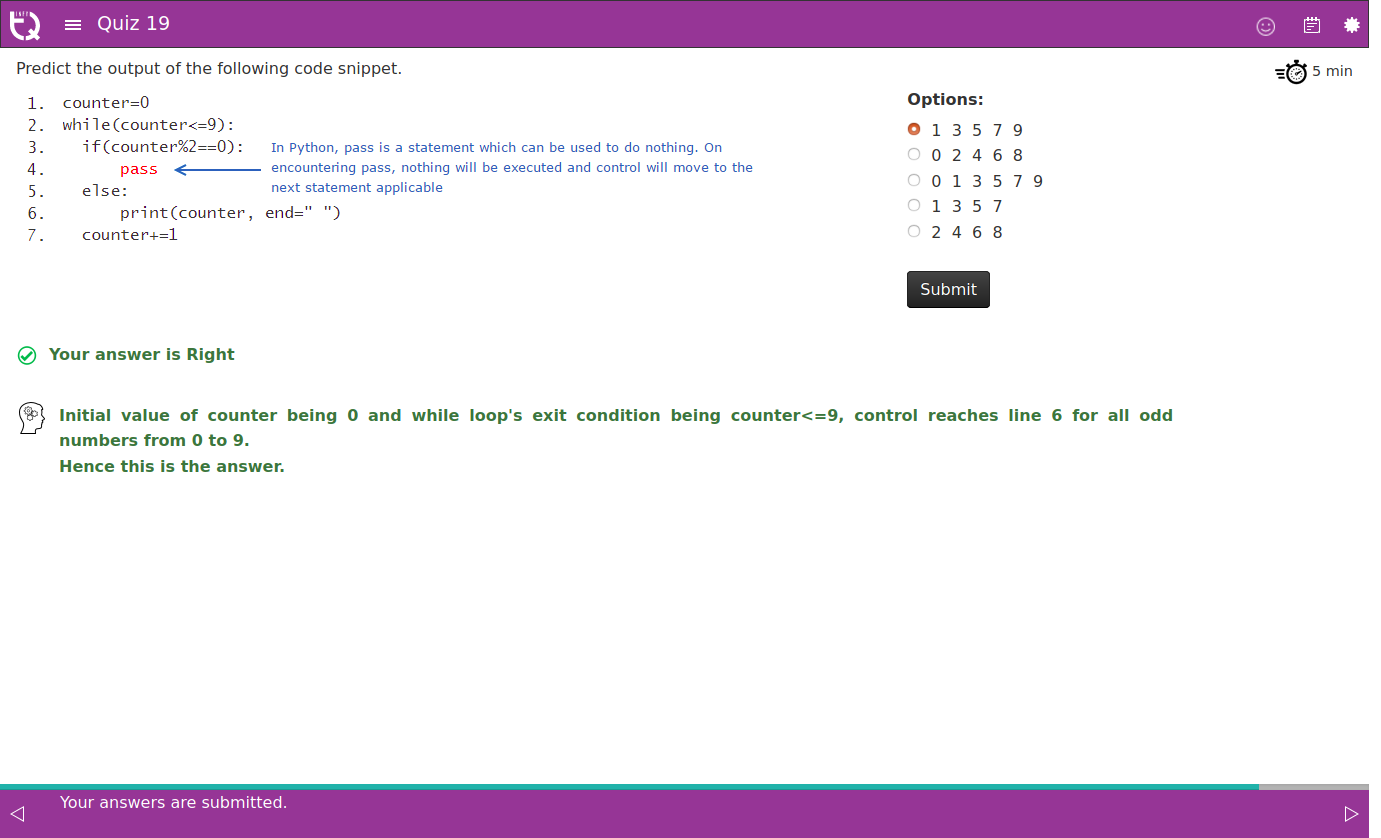 INFY TQ
Quiz 19
Predict the output of the following code snippet.
5 min
1. counter=0
2. while(counter<=9):
3. if(counter%2==0):
4. pass
5. else:
6. print(counter, end=" ")
7. counter+=1
In Python, pass is a statement which can be used to do nothing. On
encountering pass, nothing will be executed and control will move to the
next statement applicable
Options:
1 3 5 7 9
0 2 4 6 8
0 1 3 5 7 9
1 3 5 7
2 4 6 8
Submit
Your answer is Right
Initial value of counter being 0 and while loop's exit condition being counter<=9, control reaches line 6 for all odd
numbers from 0 to 9.
Hence this is the answer.
Your answers are submitted.